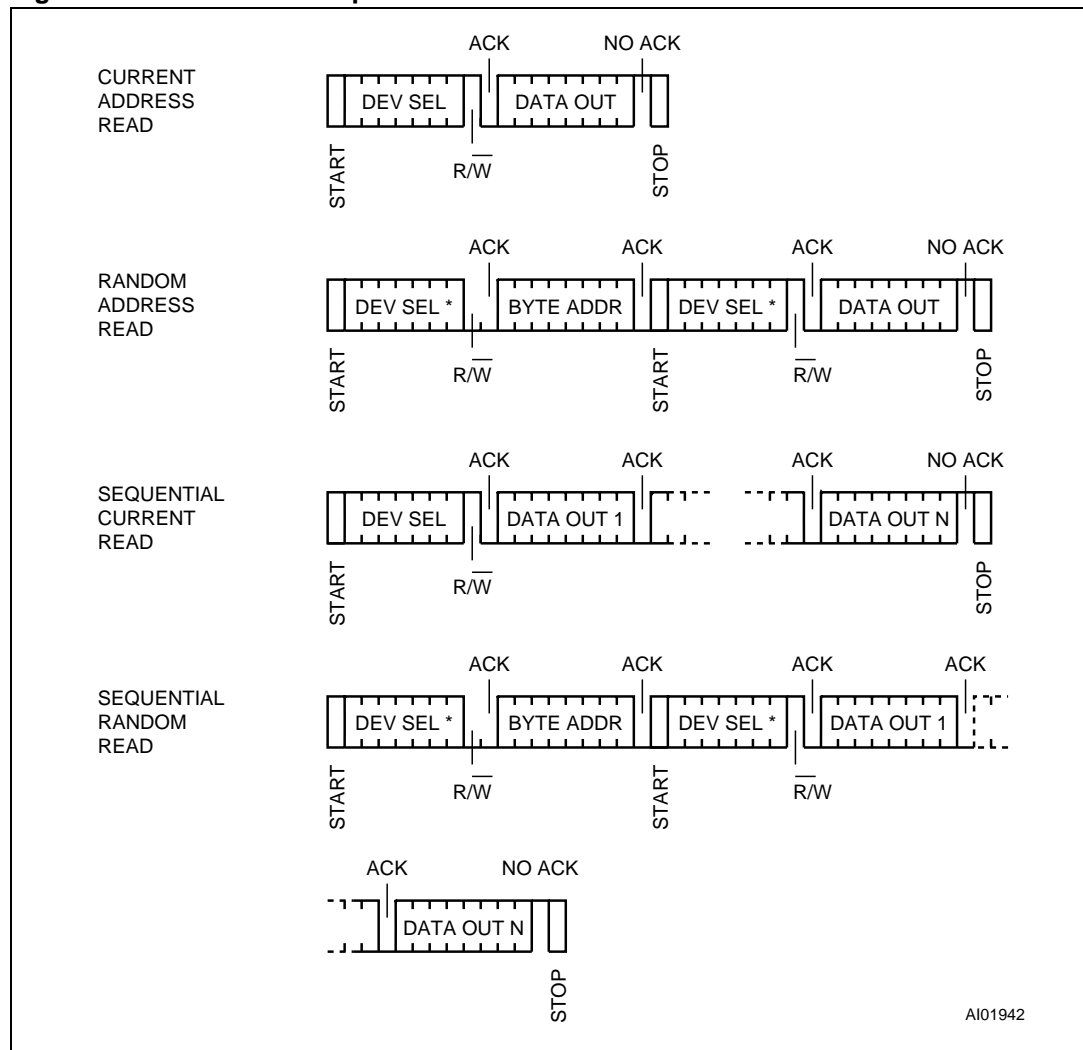 ACK NO ACK
CURRENT
ADDRESS
READ
DEV SEL DATA OUT
START R/W̅ STOP
ACK ACK ACK NO ACK
RANDOM
ADDRESS
READ
DEV SEL * BYTE ADDR DEV SEL * DATA OUT
START R/W̅ START R̅/W STOP
ACK ACK ACK NO ACK
SEQUENTIAL
CURRENT
READ
DEV SEL DATA OUT 1 DATA OUT N
START R/W̅ STOP
ACK ACK ACK ACK
SEQUENTIAL
RANDOM
READ
DEV SEL * BYTE ADDR DEV SEL * DATA OUT 1
START R/W̅ START R̅/W
ACK NO ACK
DATA OUT N
STOP
AI01942